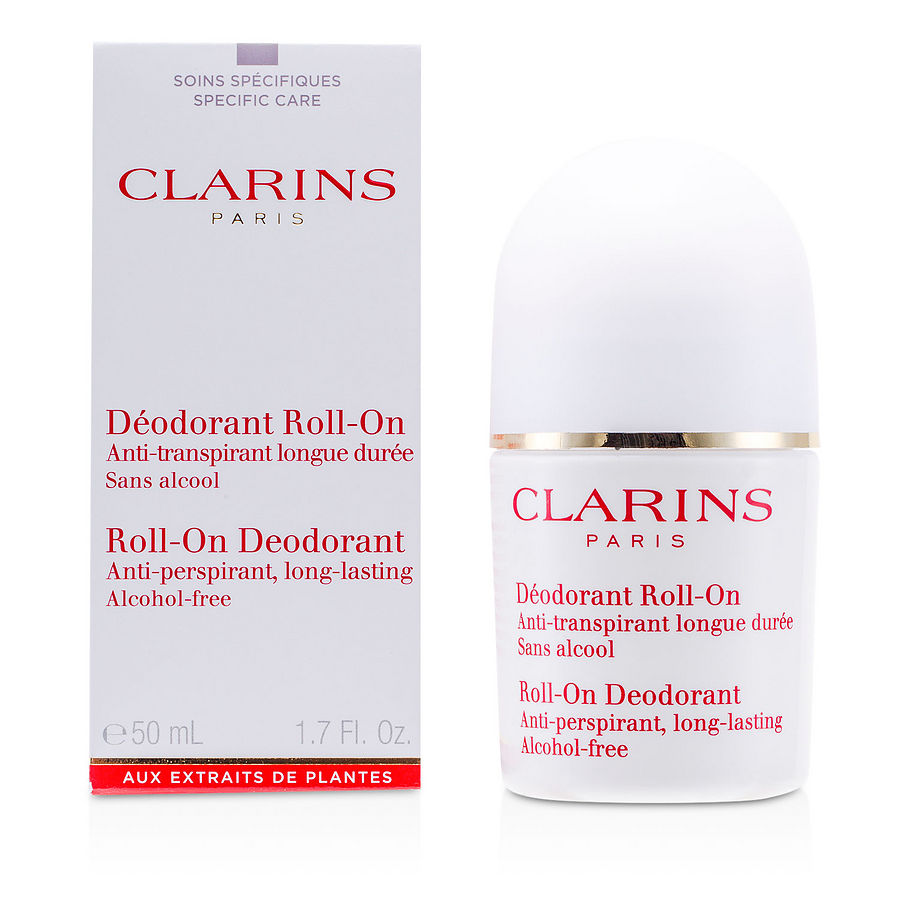 SOINS SPÉCIFIQUES
SPECIFIC CARE
CLARINS
PARIS
Déodorant Roll-On
Anti-transpirant longue durée
Sans alcool
Roll-On Deodorant
Anti-perspirant, long-lasting
Alcohol-free
℮50 mL 1.7 Fl. Oz.
AUX EXTRAITS DE PLANTES
CLARINS
PARIS
Déodorant Roll-On
Anti-transpirant longue durée
Sans alcool
Roll-On Deodorant
Anti-perspirant, long-lasting
Alcohol-free